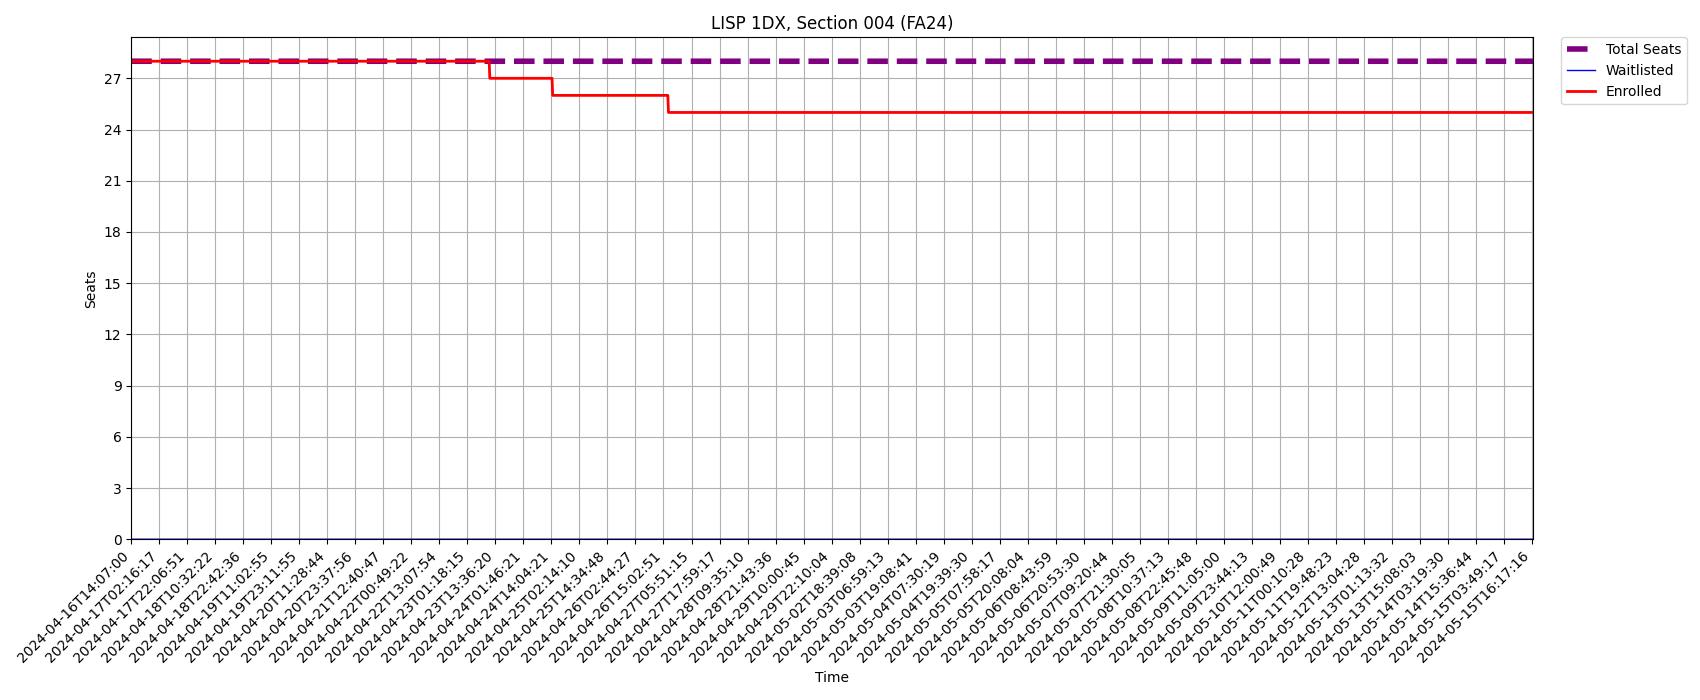 LISP 1DX, Section 004 (FA24)
Total Seats
Waitlisted
Enrolled
27
24
21
18
15
12
9
6
3
0
Seats
2024-04-16T14:07:00
2024-04-17T02:16:17
2024-04-17T22:06:51
2024-04-18T10:32:22
2024-04-18T22:42:36
2024-04-19T11:02:55
2024-04-19T23:11:55
2024-04-20T11:28:44
2024-04-20T23:37:56
2024-04-21T12:40:47
2024-04-22T00:49:22
2024-04-22T13:07:54
2024-04-23T01:18:15
2024-04-23T13:36:20
2024-04-24T01:46:21
2024-04-24T14:04:21
2024-04-25T02:14:10
2024-04-25T14:34:48
2024-04-26T02:44:27
2024-04-26T15:02:51
2024-04-27T05:51:15
2024-04-27T17:59:17
2024-04-28T09:35:10
2024-04-28T21:43:36
2024-04-29T10:00:45
2024-04-29T22:10:04
2024-05-02T18:39:08
2024-05-03T06:59:13
2024-05-03T19:08:41
2024-05-04T07:30:19
2024-05-04T19:39:30
2024-05-05T07:58:17
2024-05-05T20:08:04
2024-05-06T08:43:59
2024-05-06T20:53:30
2024-05-07T09:20:44
2024-05-07T21:30:05
2024-05-08T10:37:13
2024-05-08T22:45:48
2024-05-09T11:05:00
2024-05-09T23:44:13
2024-05-10T12:00:49
2024-05-11T00:10:28
2024-05-11T19:48:23
2024-05-12T13:04:28
2024-05-13T01:13:32
2024-05-13T15:08:03
2024-05-14T03:19:30
2024-05-14T15:36:44
2024-05-15T03:49:17
2024-05-15T16:17:16
Time